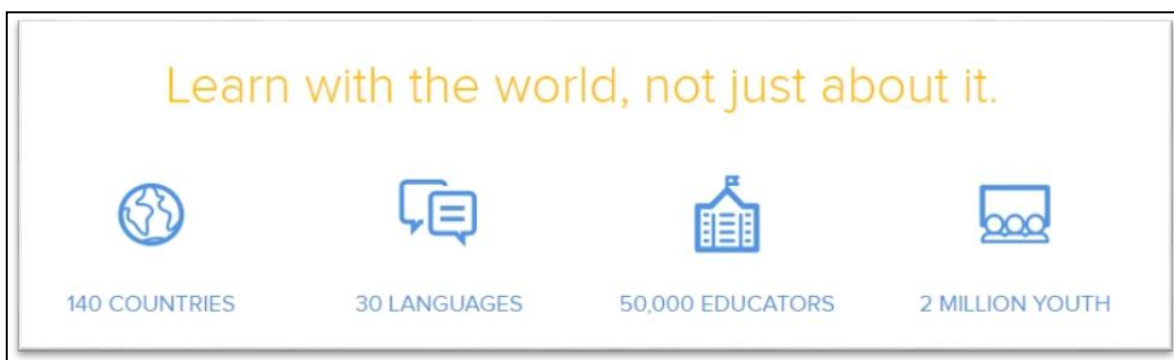 Learn with the world, not just about it.
140 COUNTRIES
30 LANGUAGES
50,000 EDUCATORS
2 MILLION YOUTH